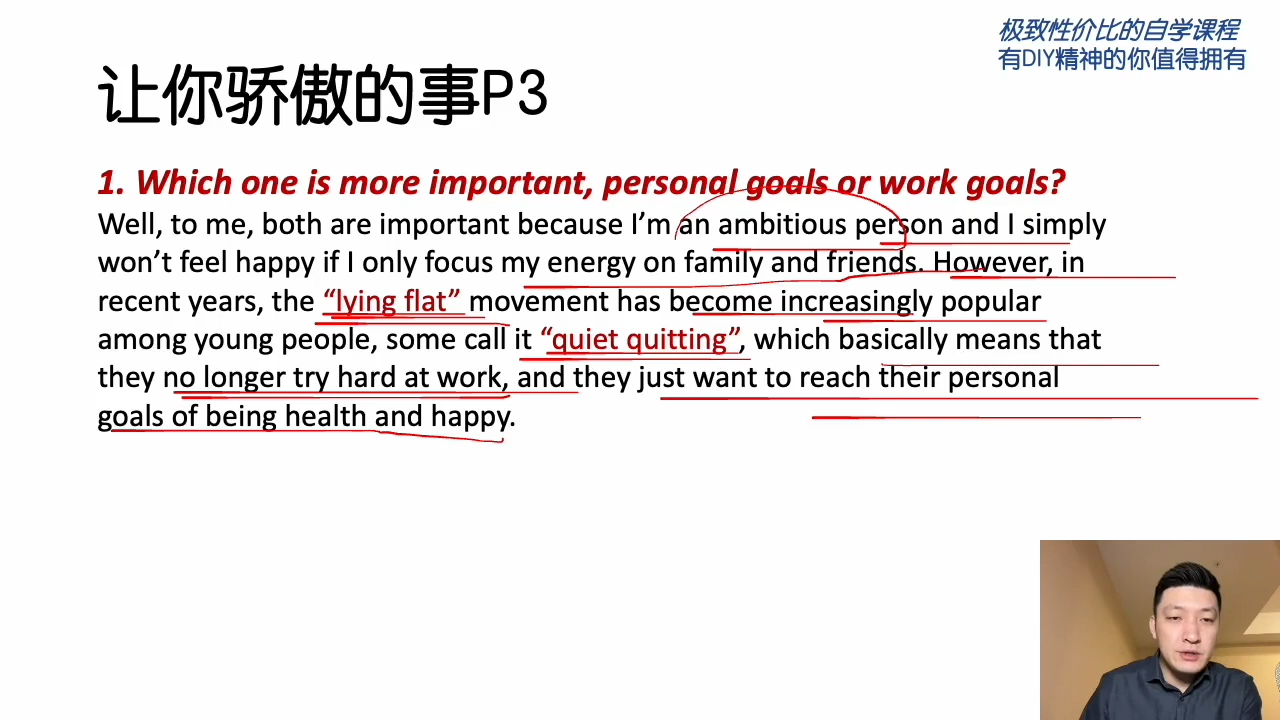 极致性价比的自学课程
有DIY精神的你值得拥有
让你骄傲的事P3
1. Which one is more important, personal goals or work goals?
Well, to me, both are important because I’m an ambitious person and I simply
won’t feel happy if I only focus my energy on family and friends. However, in
recent years, the “lying flat” movement has become increasingly popular
among young people, some call it “quiet quitting”, which basically means that
they no longer try hard at work, and they just want to reach their personal
goals of being health and happy.